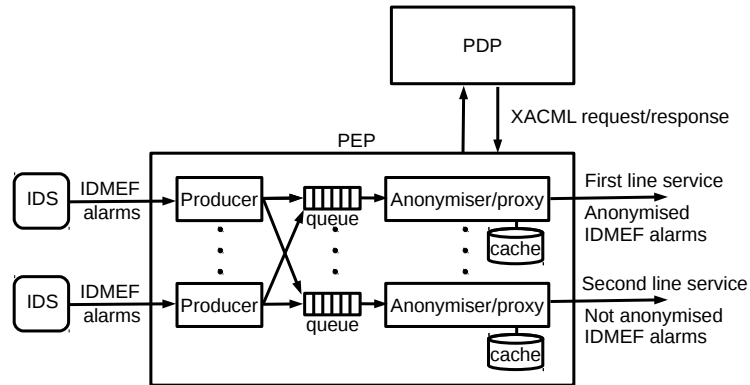 PDP
XACML request/response
PEP
IDS
IDMEF
alarms
Producer
queue
Anonymiser/proxy
cache
First line service
Anonymised
IDMEF alarms
IDS
IDMEF
alarms
Producer
queue
Anonymiser/proxy
cache
Second line service
Not anonymised
IDMEF alarms